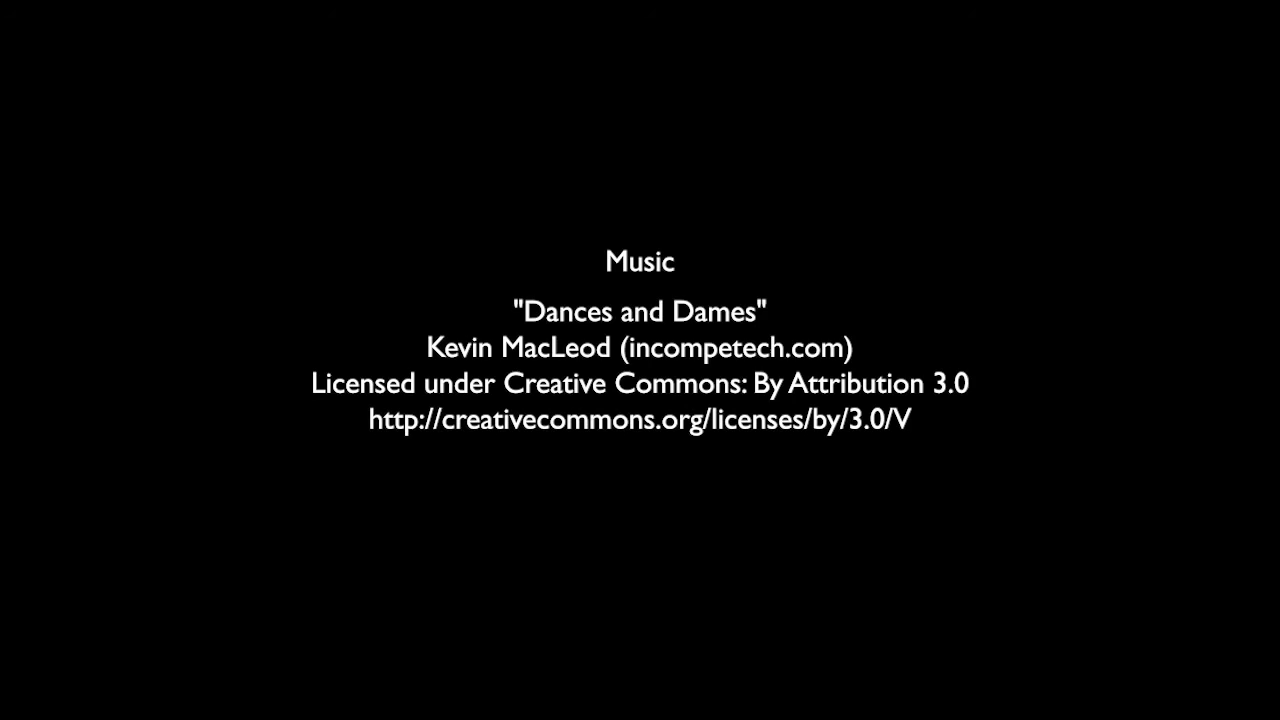 Music
"Dances and Dames"
Kevin MacLeod (incompetech.com)
Licensed under Creative Commons: By Attribution 3.0
http://creativecommons.org/licenses/by/3.0/V